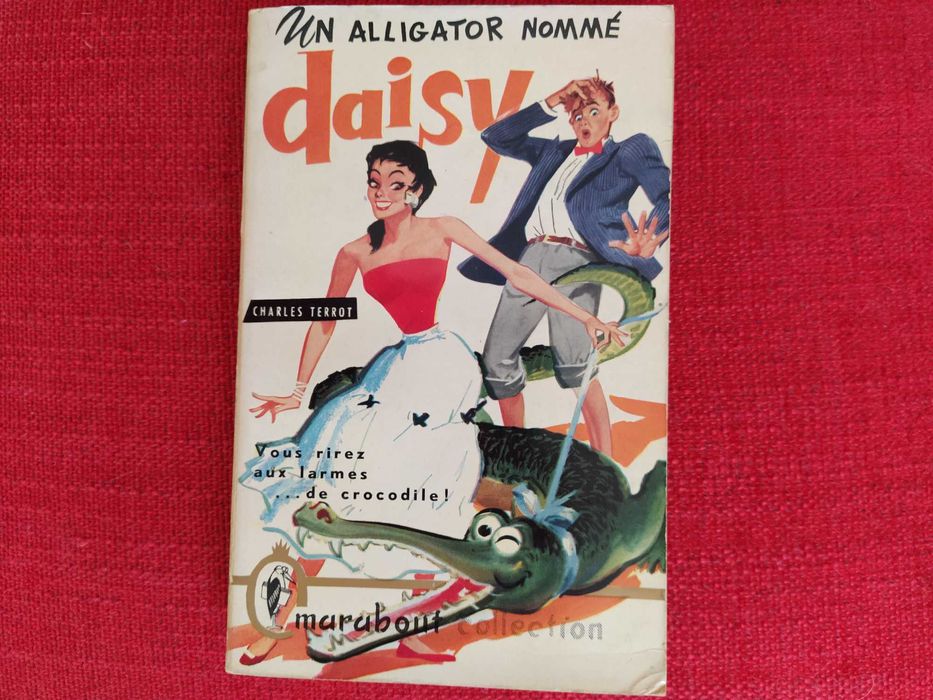 UN ALLIGATOR NOMMÉ
daisy
CHARLES TERROT
Vous rirez
aux larmes
...de crocodile!
marabout collection